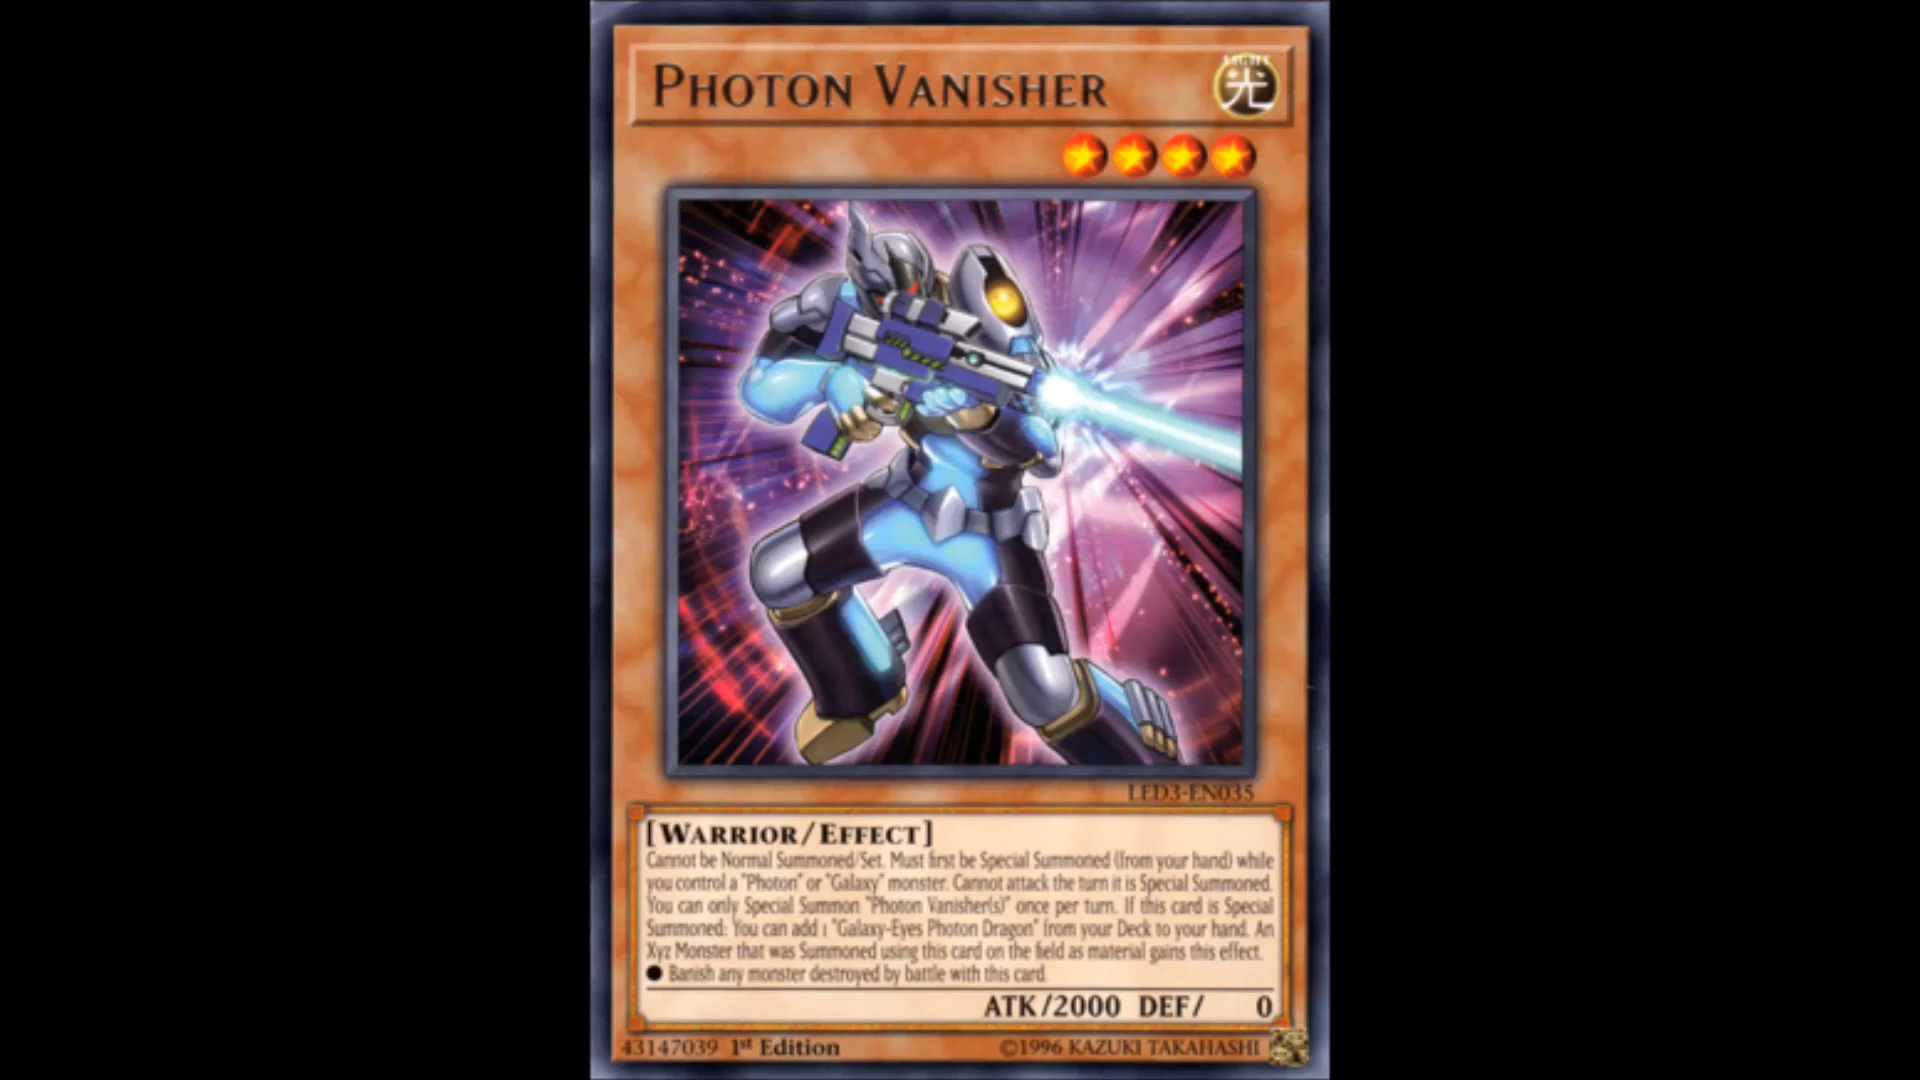 PHOTON VANISHER
LIGHT
光
LED3-EN035
[WARRIOR/EFFECT]
Cannot be Normal Summoned/Set. Must first be Special Summoned (from your hand) while
you control a "Photon" or "Galaxy" monster. Cannot attack the turn it is Special Summoned.
You can only Special Summon "Photon Vanisher(s)" once per turn. If this card is Special
Summoned: You can add 1 "Galaxy-Eyes Photon Dragon" from your Deck to your hand. An
Xyz Monster that was Summoned using this card on the field as material gains this effect.
● Banish any monster destroyed by battle with this card.
ATK/2000 DEF/ 0
43147039 1st Edition ©1996 KAZUKI TAKAHASHI